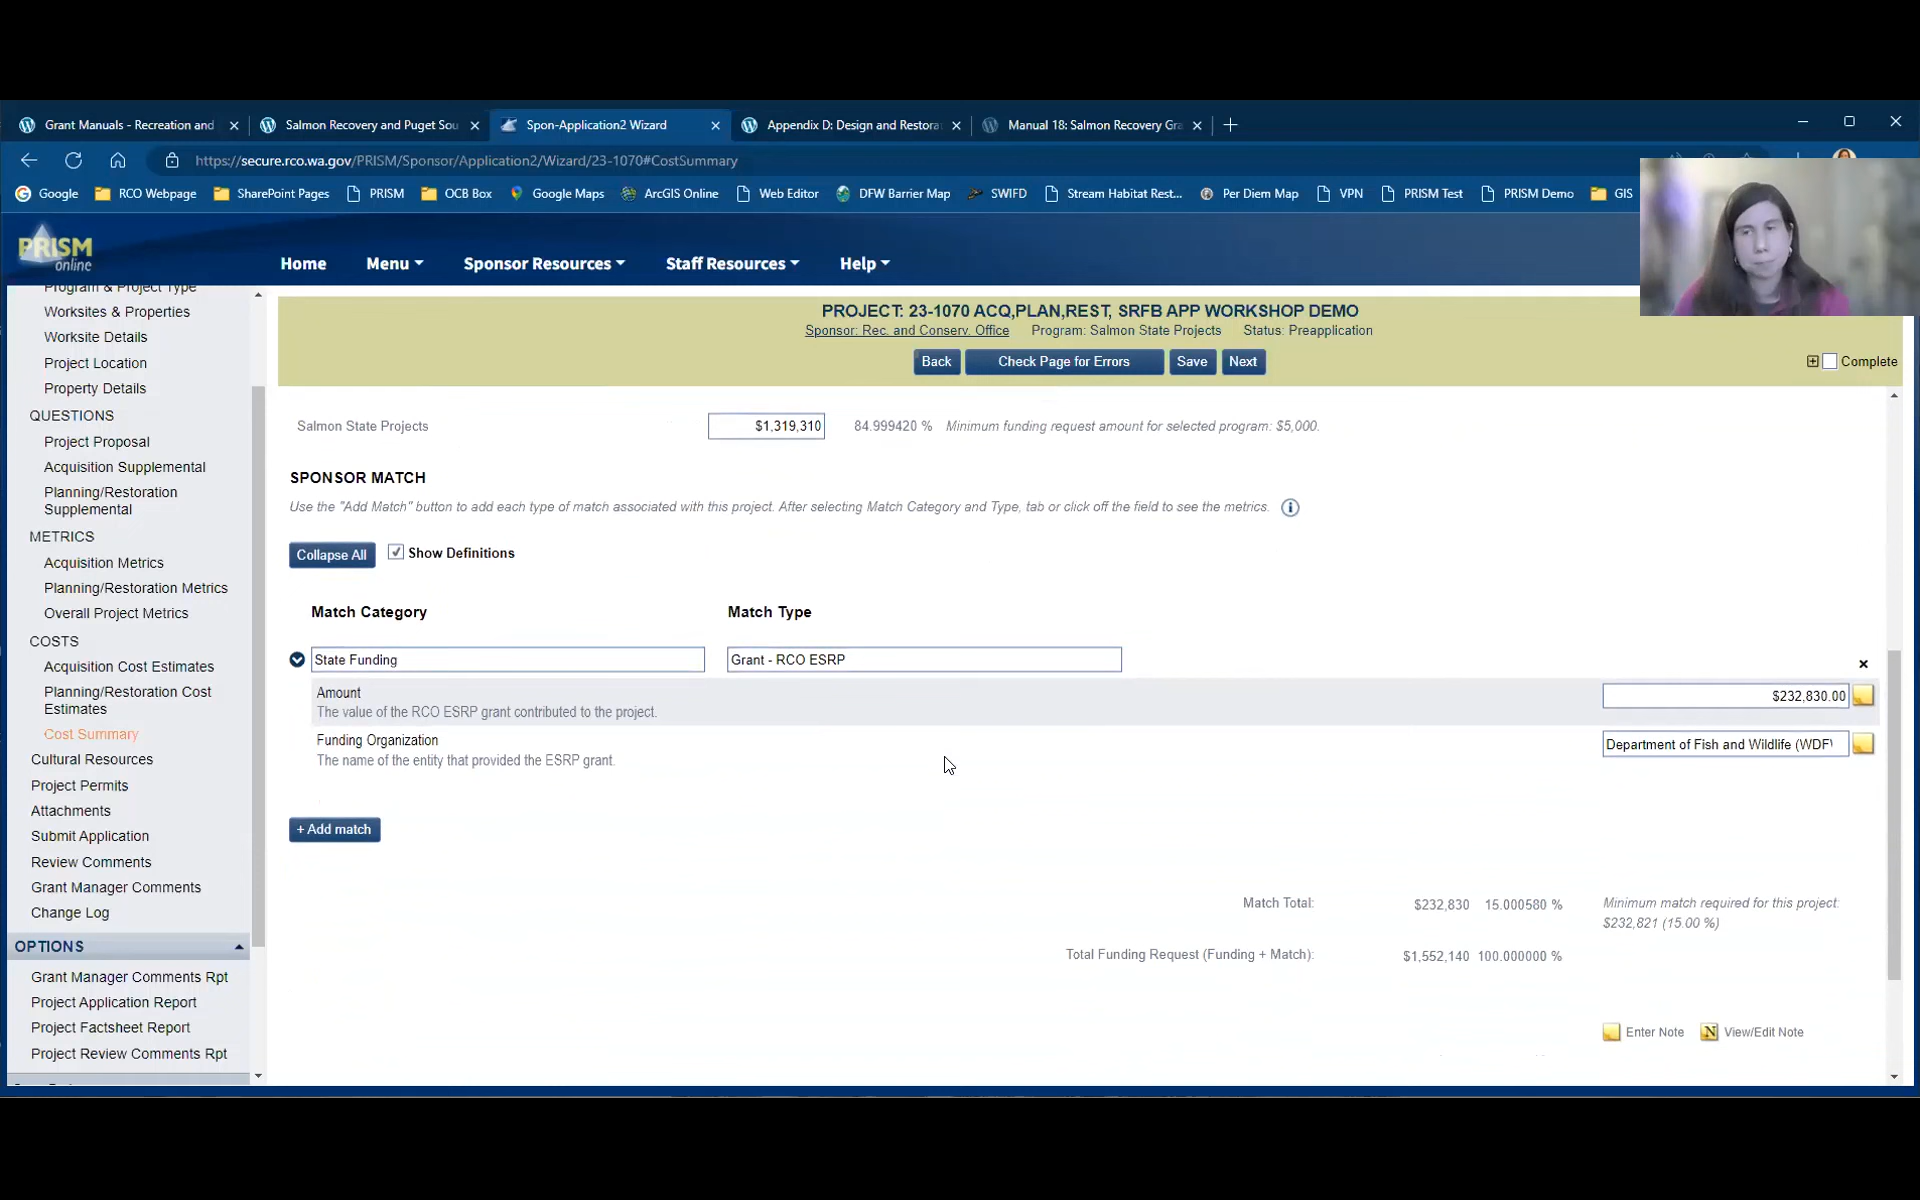 Grant Manuals - Recreation and
Salmon Recovery and Puget Sou
Spon-Application2 Wizard
Appendix D: Design and Restora
Manual 18: Salmon Recovery Gra
https://secure.rco.wa.gov/PRISM/Sponsor/Application2/Wizard/23-1070#CostSummary
Google
RCO Webpage
SharePoint Pages
PRISM
OCB Box
Google Maps
ArcGIS Online
Web Editor
DFW Barrier Map
SWIFD
Stream Habitat Rest...
Per Diem Map
VPN
PRISM Test
PRISM Demo
GIS
PRISM
online
Home
Menu
Sponsor Resources
Staff Resources
Help
Program & Project Type
Worksites & Properties
Worksite Details
Project Location
Property Details
QUESTIONS
Project Proposal
Acquisition Supplemental
Planning/Restoration
Supplemental
METRICS
Acquisition Metrics
Planning/Restoration Metrics
Overall Project Metrics
COSTS
Acquisition Cost Estimates
Planning/Restoration Cost
Estimates
Cost Summary
Cultural Resources
Project Permits
Attachments
Submit Application
Review Comments
Grant Manager Comments
Change Log
OPTIONS
Grant Manager Comments Rpt
Project Application Report
Project Factsheet Report
Project Review Comments Rpt
PROJECT: 23-1070 ACQ,PLAN,REST, SRFB APP WORKSHOP DEMO
Sponsor: Rec. and Conserv. Office Program: Salmon State Projects Status: Preapplication
Back
Check Page for Errors
Save
Next
Complete
Salmon State Projects $1,319,310 84.999420 % Minimum funding request amount for selected program: $5,000.
SPONSOR MATCH
Use the "Add Match" button to add each type of match associated with this project. After selecting Match Category and Type, tab or click off the field to see the metrics.
Collapse All
Show Definitions
Match Category Match Type
State Funding Grant - RCO ESRP
Amount
The value of the RCO ESRP grant contributed to the project.
$232,830.00
Funding Organization
The name of the entity that provided the ESRP grant.
Department of Fish and Wildlife (WDF
+ Add match
Match Total: $232,830 15.000580 % Minimum match required for this project:
$232,821 (15.00 %)
Total Funding Request (Funding + Match): $1,552,140 100.000000 %
Enter Note
N View/Edit Note